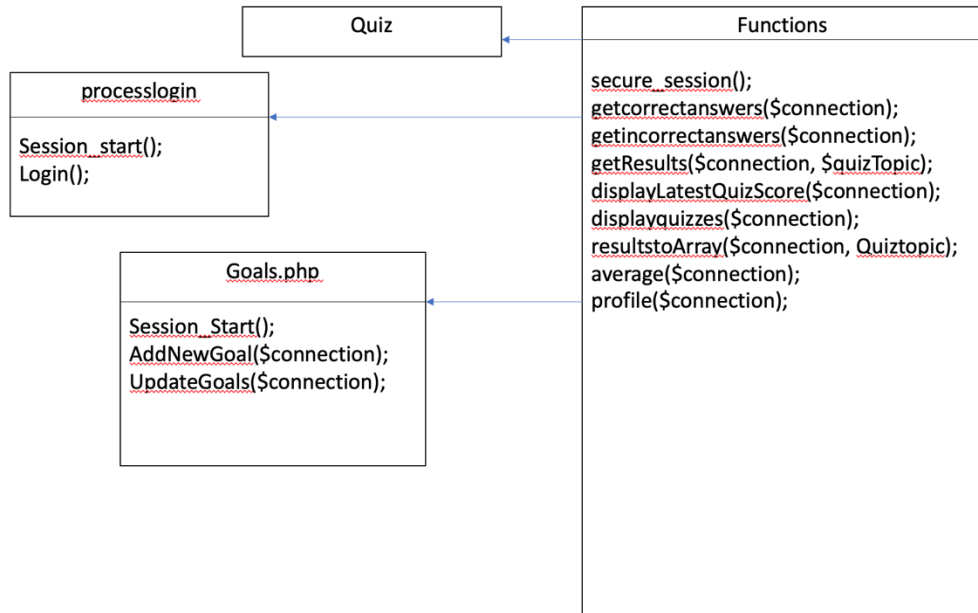 Quiz
Functions
processlogin
Session_start();
Login();
Goals.php
Session_Start();
AddNewGoal($connection);
UpdateGoals($connection);
secure_session();
getcorrectanswers($connection);
getincorrectanswers($connection);
getResults($connection, $quizTopic);
displayLatestQuizScore($connection);
displayquizzes($connection);
resultstoArray($connection, Quiztopic);
average($connection);
profile($connection);